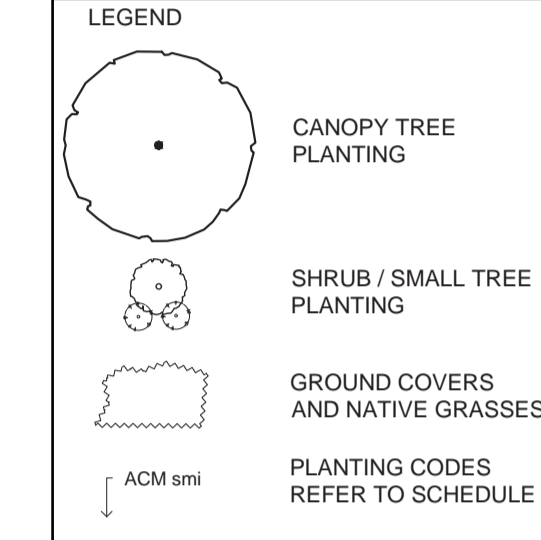 LEGEND
CANOPY TREE
PLANTING
SHRUB / SMALL TREE
PLANTING
GROUND COVERS
AND NATIVE GRASSES
ACM smi
PLANTING CODES
REFER TO SCHEDULE